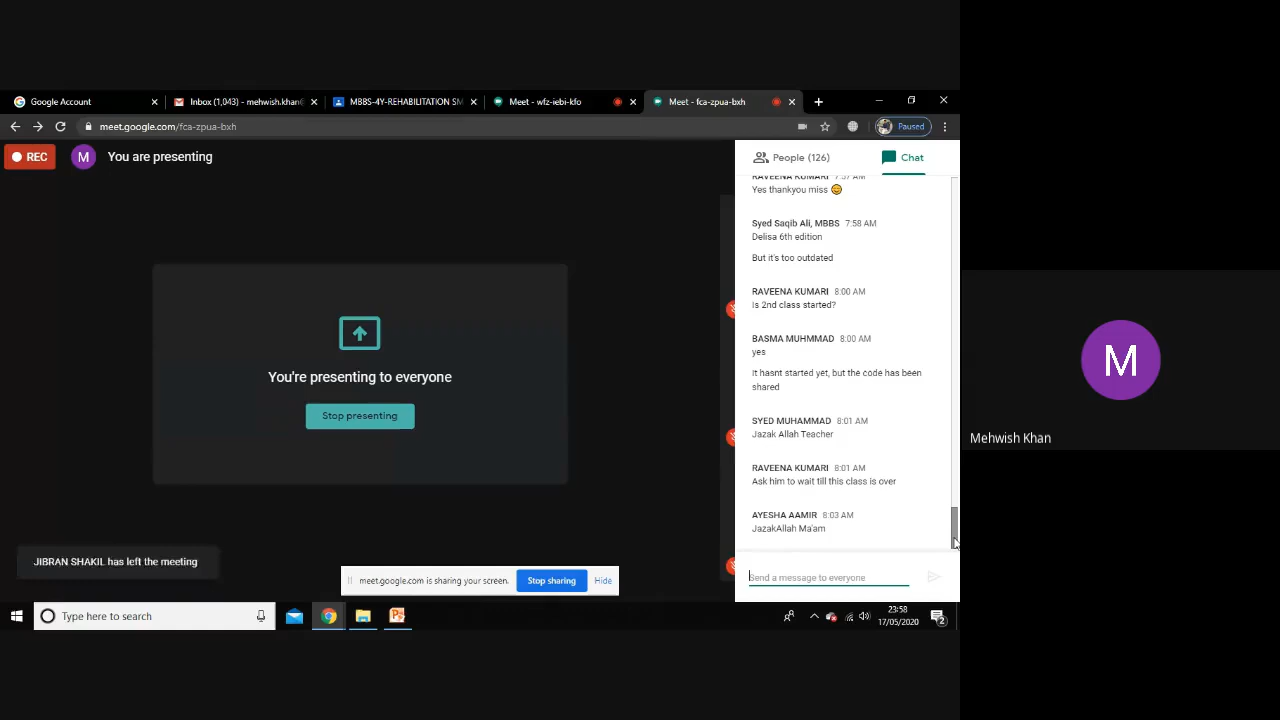 Google Account
Inbox (1,043) - mehwish.khan@
MBBS-4Y-REHABILITATION SM
Meet - wfz-iebi-kfo
Meet - fca-zpua-bxh
meet.google.com/fca-zpua-bxh
Paused
REC
M
You are presenting
People (126)
Chat
RAVEENA KUMARI 7:57 AM
Yes thankyou miss 😊
Syed Saqib Ali, MBBS 7:58 AM
Delisa 6th edition
But it's too outdated
RAVEENA KUMARI 8:00 AM
Is 2nd class started?
BASMA MUHMMAD 8:00 AM
yes
It hasnt started yet, but the code has been
shared
SYED MUHAMMAD 8:01 AM
Jazak Allah Teacher
RAVEENA KUMARI 8:01 AM
Ask him to wait till this class is over
AYESHA AAMIR 8:03 AM
JazakAllah Ma'am
Send a message to everyone
You're presenting to everyone
Stop presenting
JIBRAN SHAKIL has left the meeting
meet.google.com is sharing your screen.
Stop sharing
Hide
Type here to search
23:58
17/05/2020
2
M
Mehwish Khan